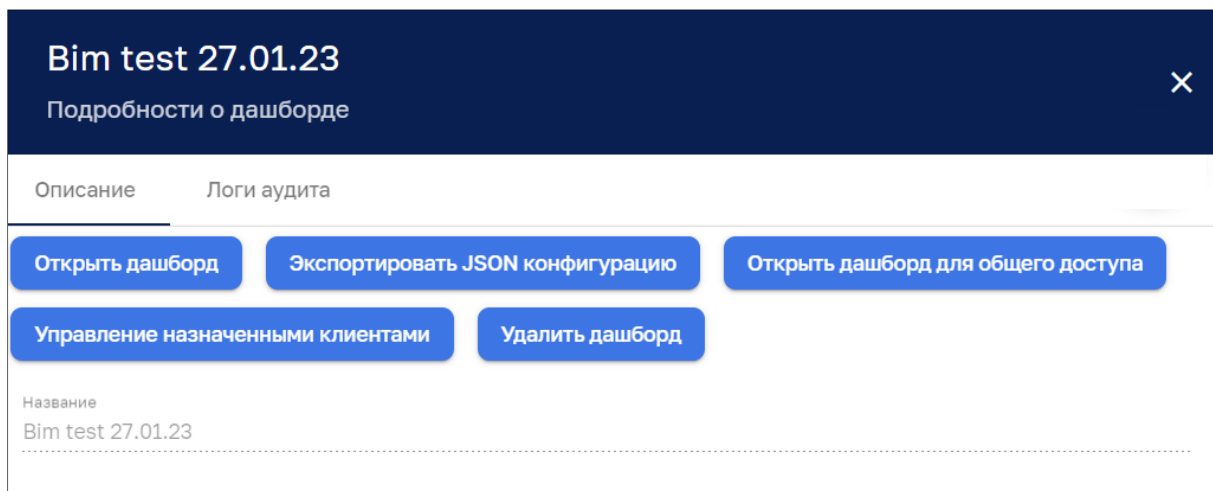 Bim test 27.01.23
Подробности о дашборде
Описание Логи аудита
Открыть дашборд Экспортировать JSON конфигурацию Открыть дашборд для общего доступа
Управление назначенными клиентами Удалить дашборд
Название
Bim test 27.01.23